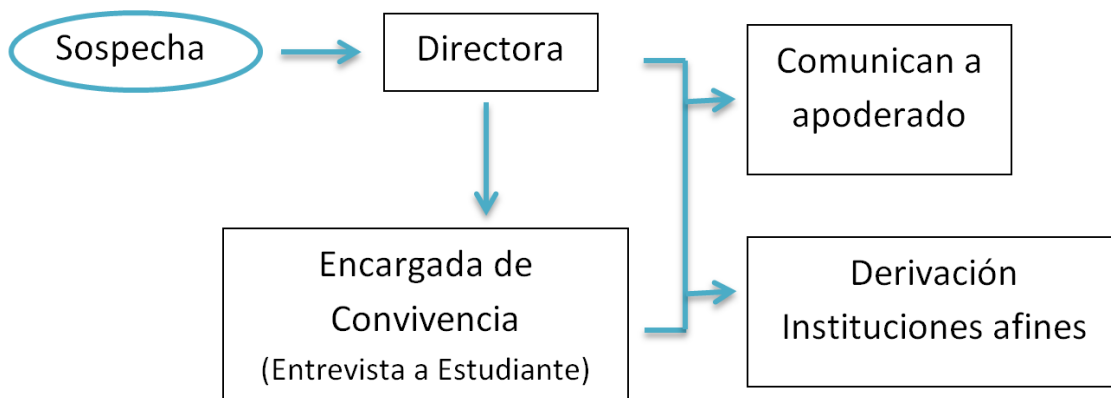 Sospecha
Directora
Comunican a
apoderado
Encargada de
Convivencia
(Entrevista a Estudiante)
Derivación
Instituciones afines